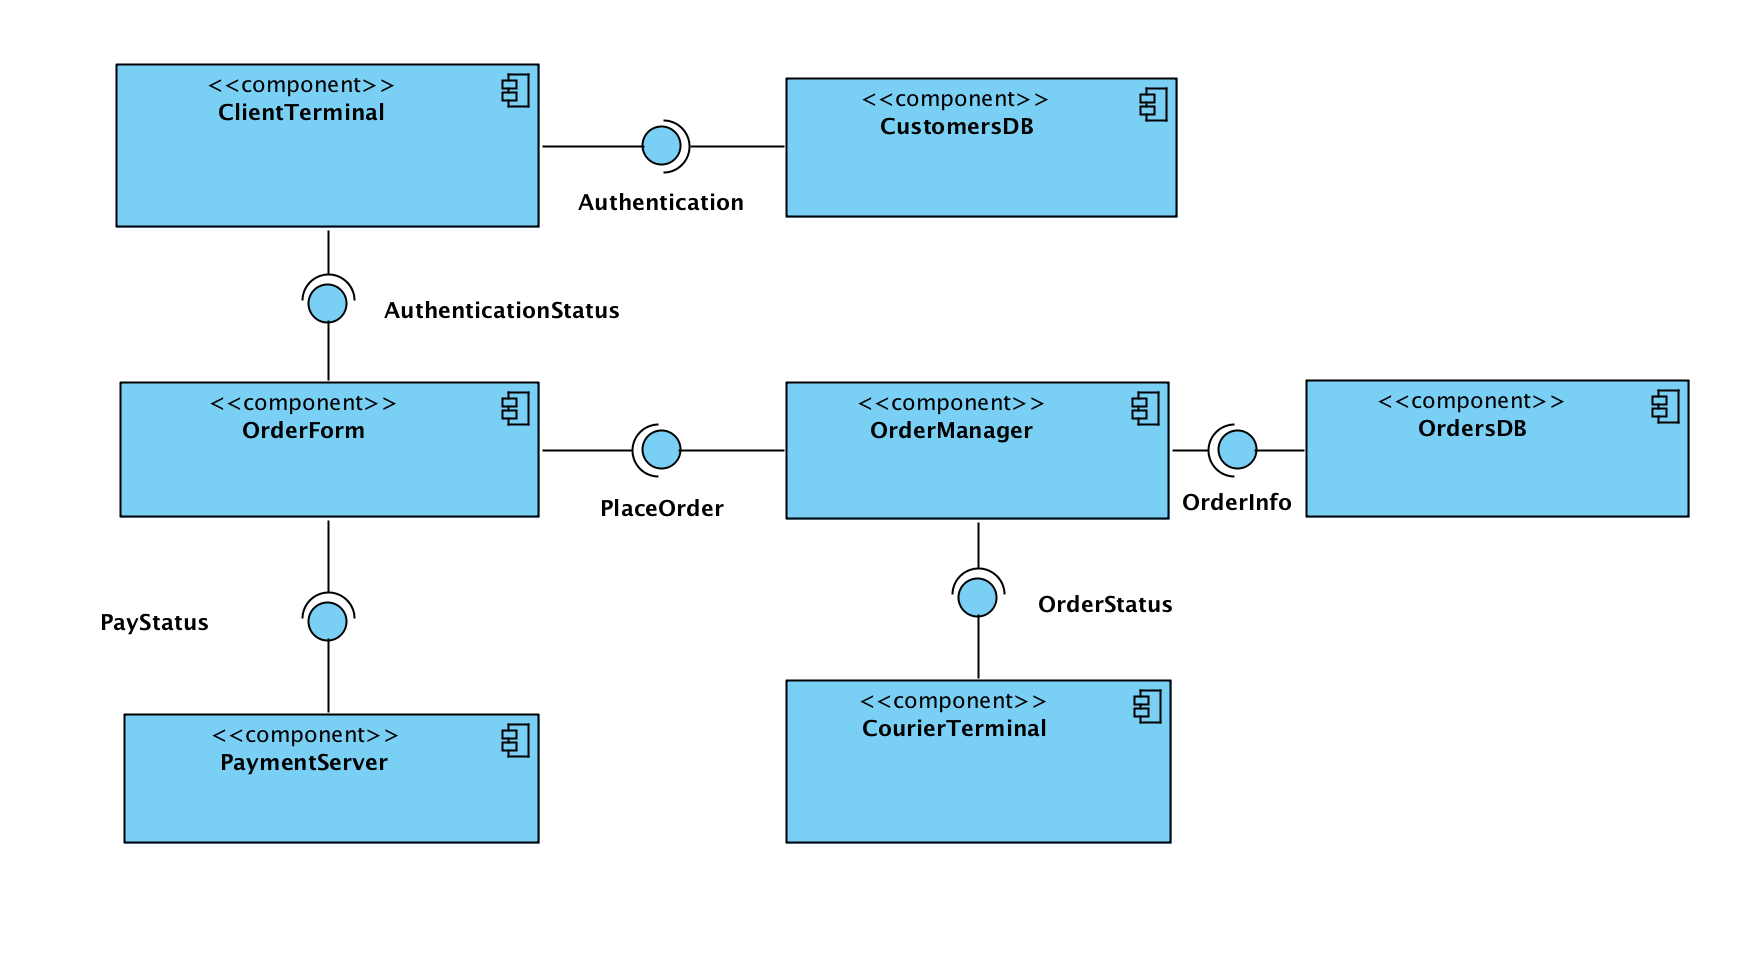 <<component>>
ClientTerminal
<<component>>
CustomersDB
Authentication
AuthenticationStatus
<<component>>
OrderForm
<<component>>
OrderManager
<<component>>
OrdersDB
PlaceOrder
OrderInfo
PayStatus
OrderStatus
<<component>>
PaymentServer
<<component>>
CourierTerminal